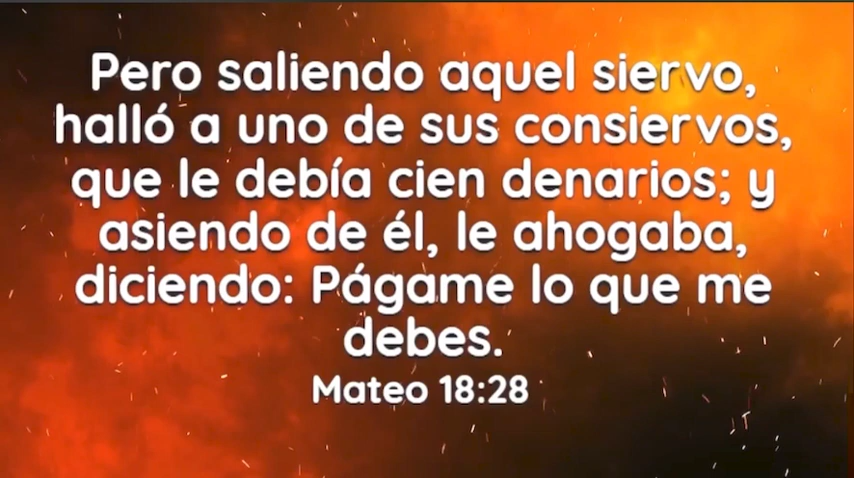 Pero saliendo aquel siervo,
halló a uno de sus consiervos,
que le debía cien denarios; y
asiendo de él, le ahogaba,
diciendo: Págame lo que me
debes.
Mateo 18:28